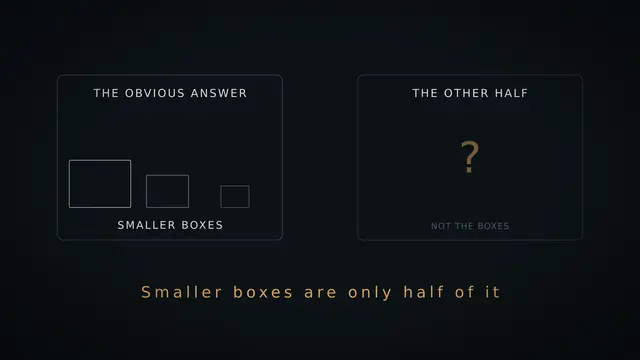 THE OBVIOUS ANSWER
SMALLER BOXES
THE OTHER HALF
?
NOT THE BOXES
Smaller boxes are only half of it